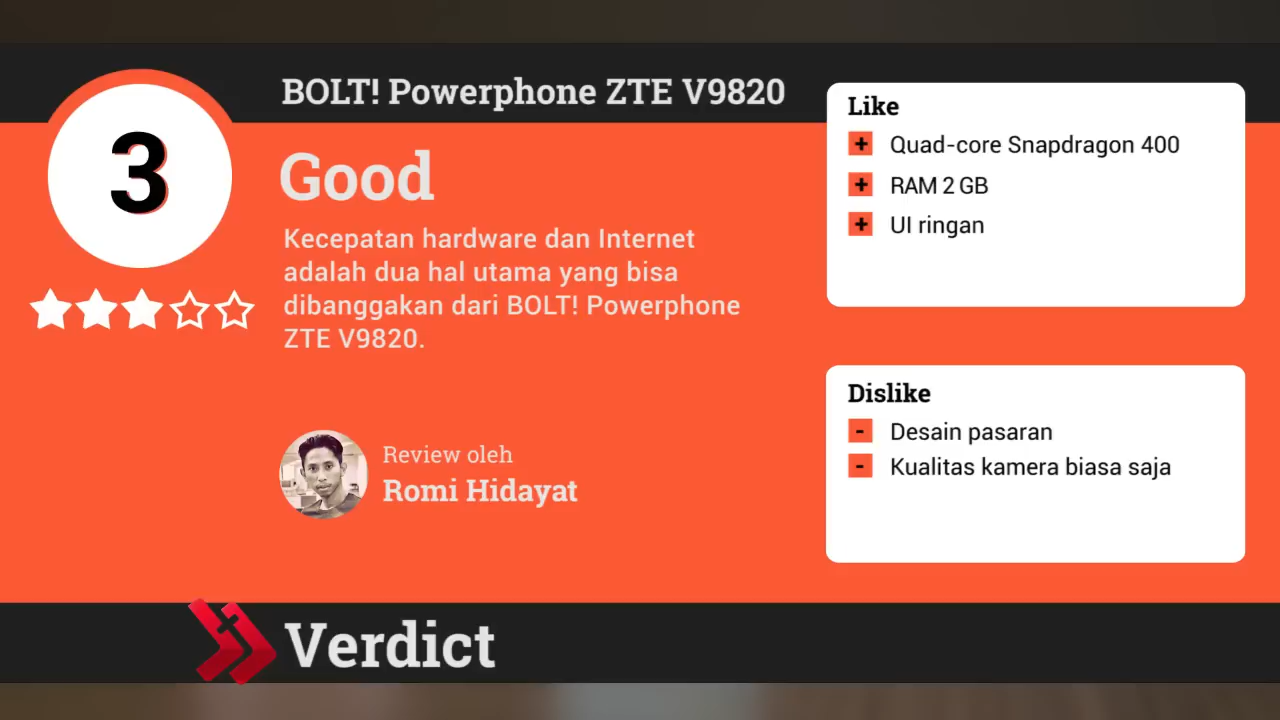 BOLT! Powerphone ZTE V9820
3
Good
Kecepatan hardware dan Internet
adalah dua hal utama yang bisa
dibanggakan dari BOLT! Powerphone
ZTE V9820.
Review oleh
Romi Hidayat
Like
+ Quad-core Snapdragon 400
+ RAM 2 GB
+ UI ringan
Dislike
- Desain pasaran
- Kualitas kamera biasa saja
Verdict